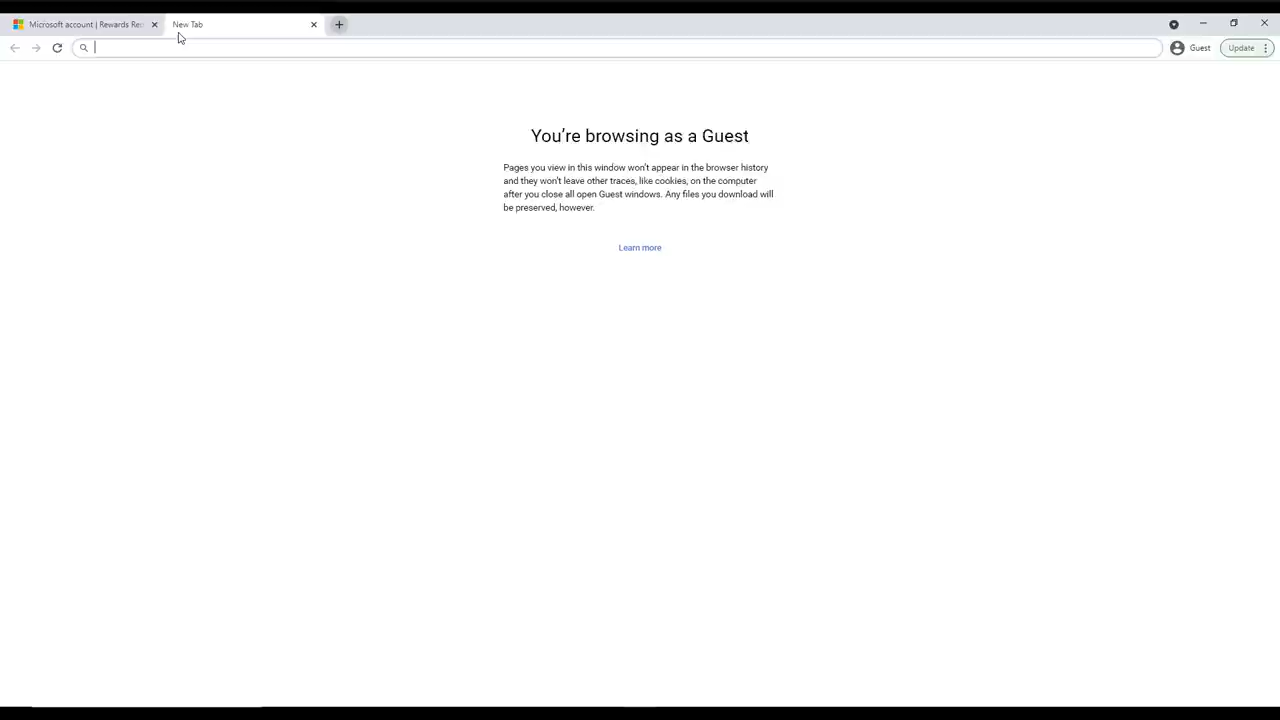 Microsoft account | Rewards Re
New Tab
Guest
Update
You're browsing as a Guest
Pages you view in this window won't appear in the browser history
and they won't leave other traces, like cookies, on the computer
after you close all open Guest windows. Any files you download will
be preserved, however.
Learn more